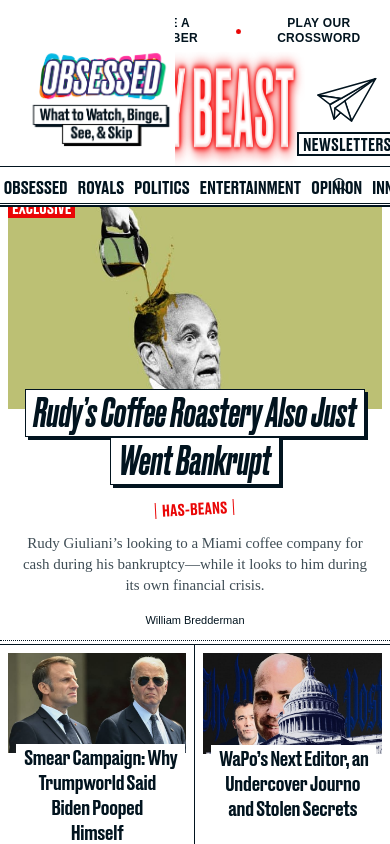 E A
BER
PLAY OUR
CROSSWORD
OBSESSED
What to Watch, Binge,
See, & Skip
Y BEAST
NEWSLETTERS
OBSESSED ROYALS POLITICS ENTERTAINMENT OPINION INN
EXCLUSIVE
Rudy’s Coffee Roastery Also Just
Went Bankrupt
HAS-BEANS
Rudy Giuliani’s looking to a Miami coffee company for
cash during his bankruptcy—while it looks to him during
its own financial crisis.
William Bredderman
Smear Campaign: Why
Trumpworld Said
Biden Pooped
Himself
WaPo’s Next Editor, an
Undercover Journo
and Stolen Secrets